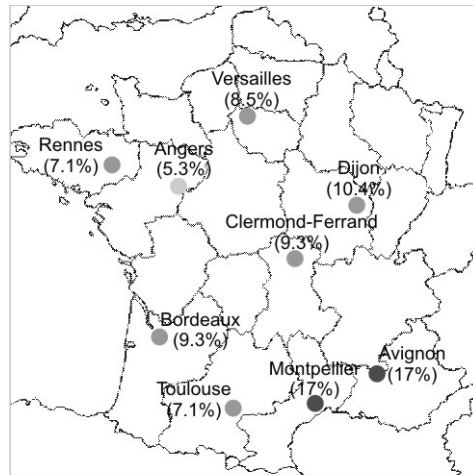 Versailles
(8.5%)
Rennes
(7.1%)
Angers
(5.3%)
Dijon
(10.4%)
Clermond-Ferrand
(9.3%)
Bordeaux
(9.3%)
Toulouse
(7.1%)
Montpellier
(17%)
Avignon
(17%)